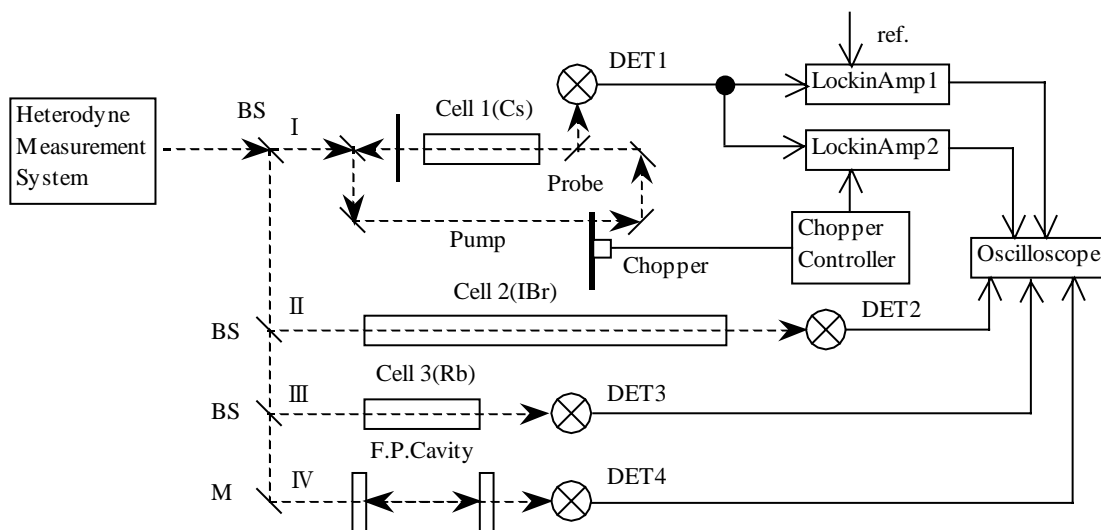 ref.
DET1
LockinAmp1
BS
I
Cell 1(Cs)
Heterodyne
Measurement
System
LockinAmp2
Probe
Pump
Chopper
Chopper
Controller
Oscilloscope
Cell 2(IBr)
BS
II
DET2
Cell 3(Rb)
BS
III
DET3
F.P.Cavity
M
IV
DET4